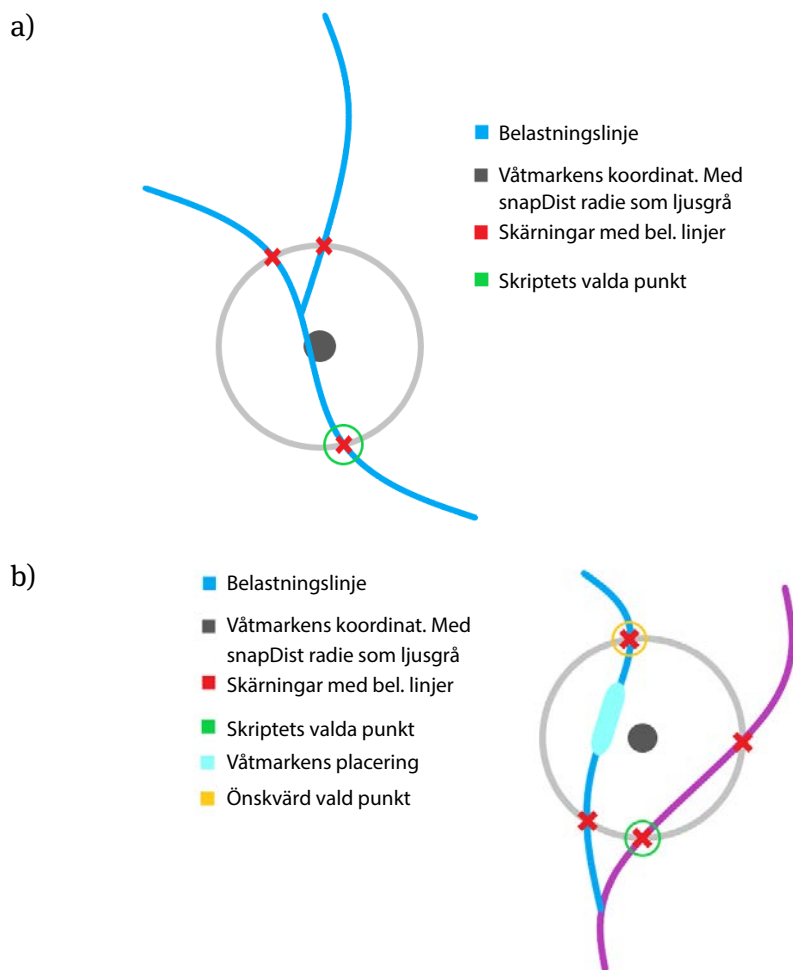 a)
Belastningslinje
Våtmarkens koordinat. Med
snapDist radie som ljusgrå
Skärningar med bel. linjer
Skriptets valda punkt
b)
Belastningslinje
Våtmarkens koordinat. Med
snapDist radie som ljusgrå
Skärningar med bel. linjer
Skriptets valda punkt
Våtmarkens placering
Önskvärd vald punkt